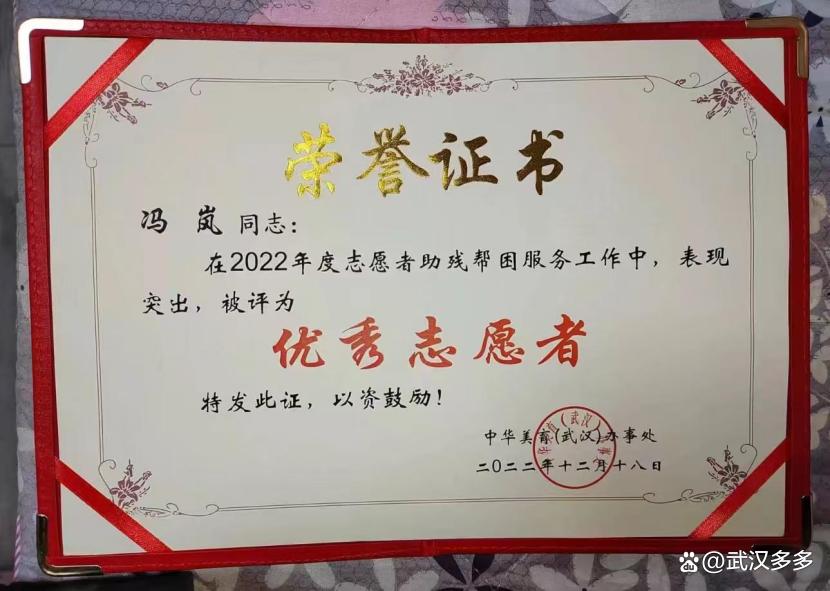 荣誉证书
冯 岚 同志：
在2022年度志愿者助残帮困服务工作中，表现
突出，被评为
优秀志愿者
特发此证，以资鼓励！
中华美育(武汉)办事处
二〇二二年十二月十八日
@武汉多多